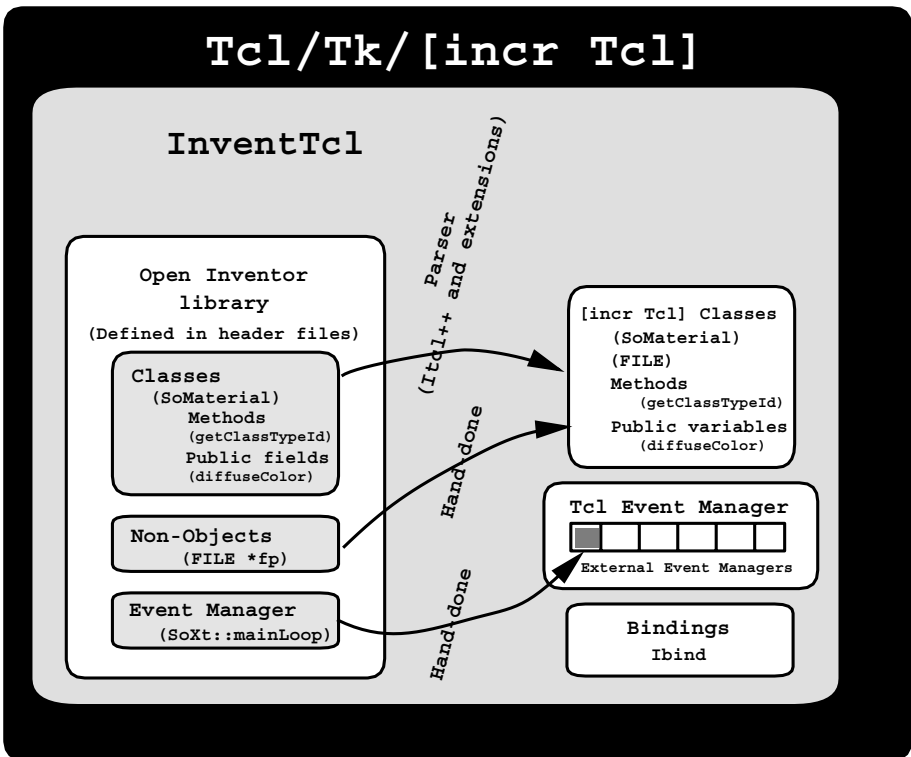 Tcl/Tk/[incr Tcl]
InventTcl
Open Inventor
library
(Defined in header files)
Classes
(SoMaterial)
Methods
(getClassTypeId)
Public fields
(diffuseColor)
Non-Objects
(FILE *fp)
Event Manager
(SoXt::mainLoop)
Parser
(Itcl++ and extensions)
Hand-done
Hand-done
[incr Tcl] Classes
(SoMaterial)
(FILE)
Methods
(getClassTypeId)
Public variables
(diffuseColor)
Tcl Event Manager
External Event Managers
Bindings
Ibind